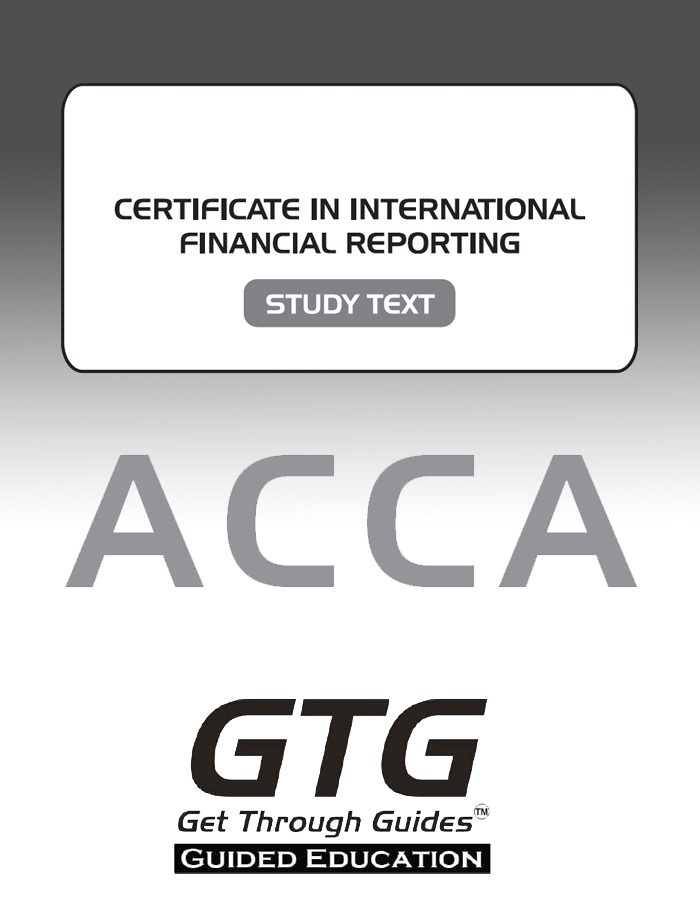 CERTIFICATE IN INTERNATIONAL
FINANCIAL REPORTING
STUDY TEXT
ACCA
GTG
Get Through Guides™
GUIDED EDUCATION